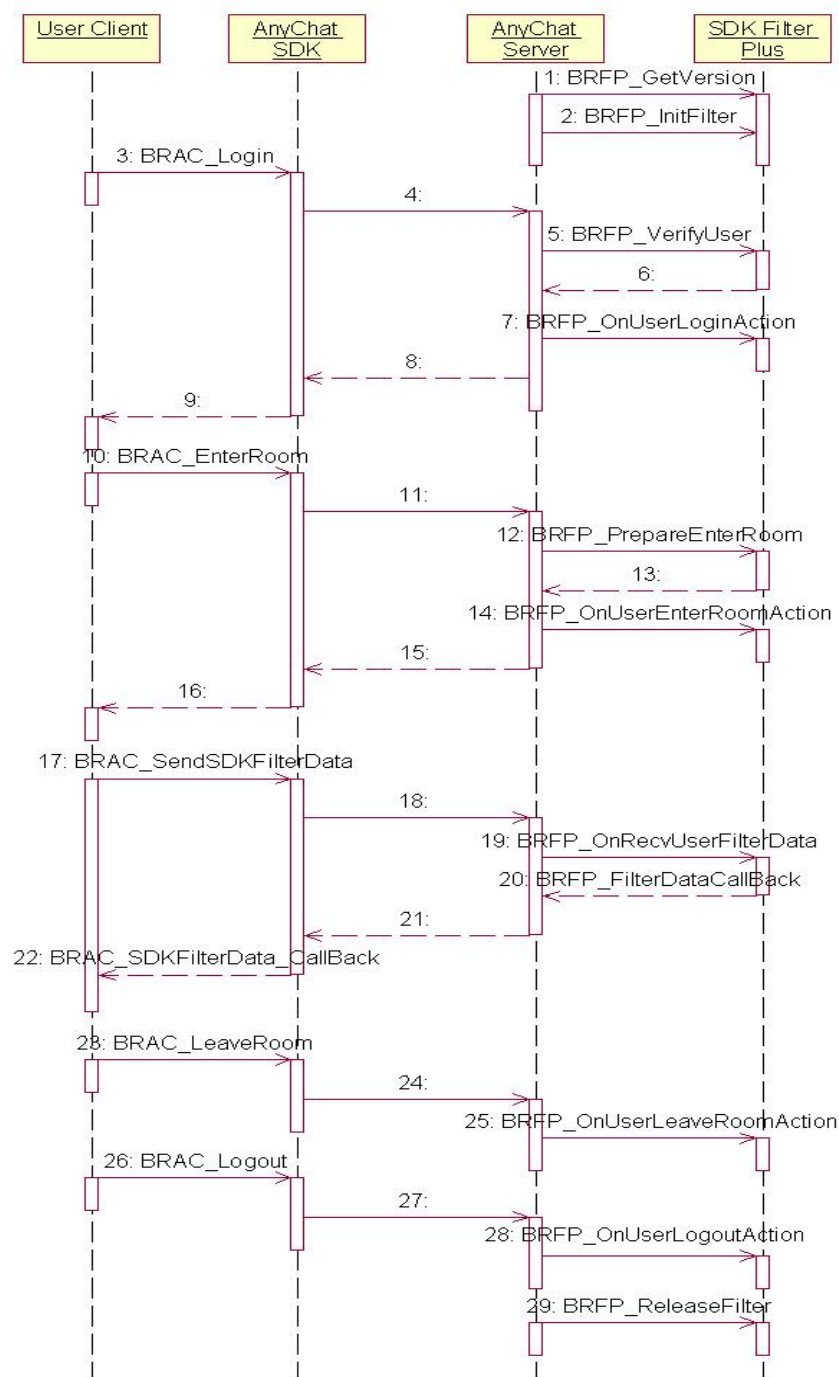 User Client
AnyChat
SDK
AnyChat
Server
SDK Filter
Plus
1: BRFP_GetVersion
2: BRFP_InitFilter
3: BRAC_Login
4:
5: BRFP_VerifyUser
6:
7: BRFP_OnUserLoginAction
8:
9:
10: BRAC_EnterRoom
11:
12: BRFP_PrepareEnterRoom
13:
14: BRFP_OnUserEnterRoomAction
15:
16:
17: BRAC_SendSDKFilterData
18:
19: BRFP_OnRecvUserFilterData
20: BRFP_FilterDataCallBack
21:
22: BRAC_SDKFilterData_CallBack
23: BRAC_LeaveRoom
24:
25: BRFP_OnUserLeaveRoomAction
26: BRAC_Logout
27:
28: BRFP_OnUserLogoutAction
29: BRFP_ReleaseFilter